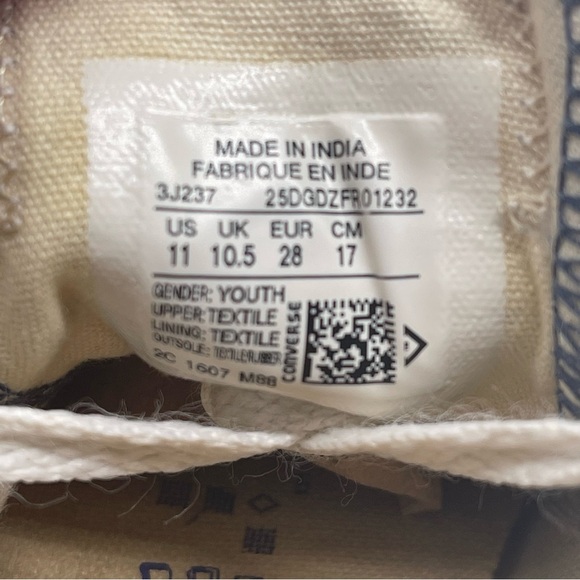 MADE IN INDIA
FABRIQUE EN INDE
3J237 25DGDZFR01232
US UK EUR CM
11 10.5 28 17
GENDER: YOUTH
UPPER: TEXTILE
LINING: TEXTILE
OUTSOLE: TEXTILE/RUBBER
2C 1607 M88
CONVERSE